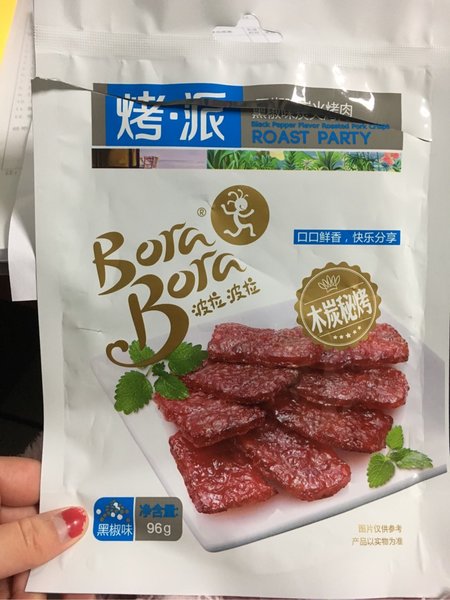 烤·派
黑椒味炭火烤肉
Black Pepper Flavor Roasted Pork Crisps
ROAST PARTY
Bora
®
Bora
波拉波拉
口口鲜香，快乐分享
木炭秘烤
黑椒味
净含量:
96g
图片仅供参考
产品以实物为准